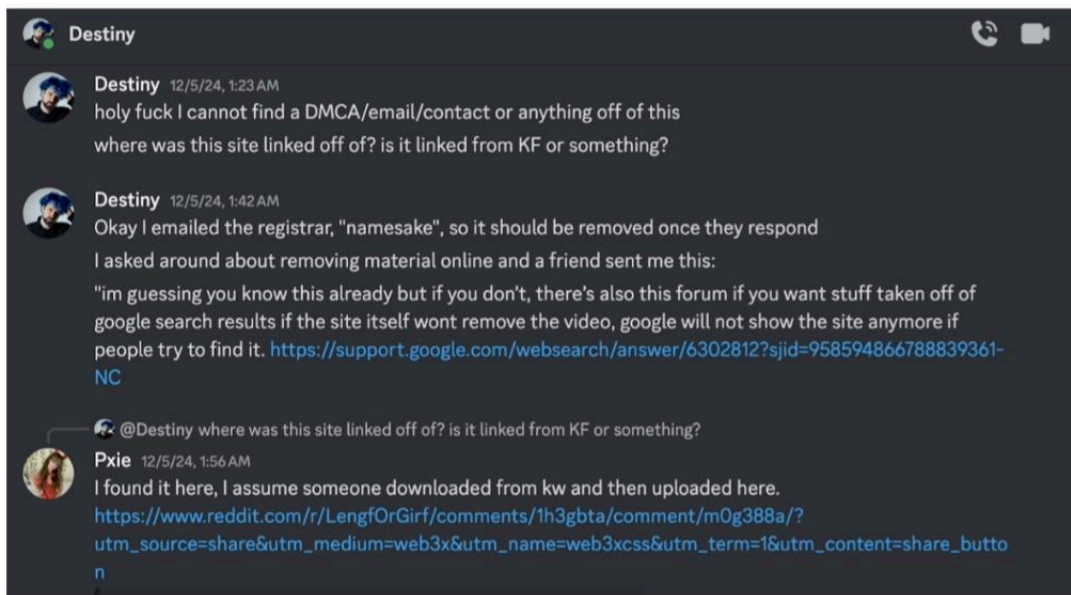 Destiny
Destiny 12/5/24, 1:23 AM
holy fuck I cannot find a DMCA/email/contact or anything off of this
where was this site linked off of? is it linked from KF or something?
Destiny 12/5/24, 1:42 AM
Okay I emailed the registrar, "namesake", so it should be removed once they respond
I asked around about removing material online and a friend sent me this:
"im guessing you know this already but if you don't, there's also this forum if you want stuff taken off of
google search results if the site itself wont remove the video, google will not show the site anymore if
people try to find it. https://support.google.com/websearch/answer/6302812?sjid=958594866788839361-
NC
@Destiny where was this site linked off of? is it linked from KF or something?
Pxie 12/5/24, 1:56 AM
I found it here, I assume someone downloaded from kw and then uploaded here.
https://www.reddit.com/r/LengfOrGirf/comments/1h3gbta/comment/m0g388a/?
utm_source=share&utm_medium=web3x&utm_name=web3xcss&utm_term=1&utm_content=share_butto
n